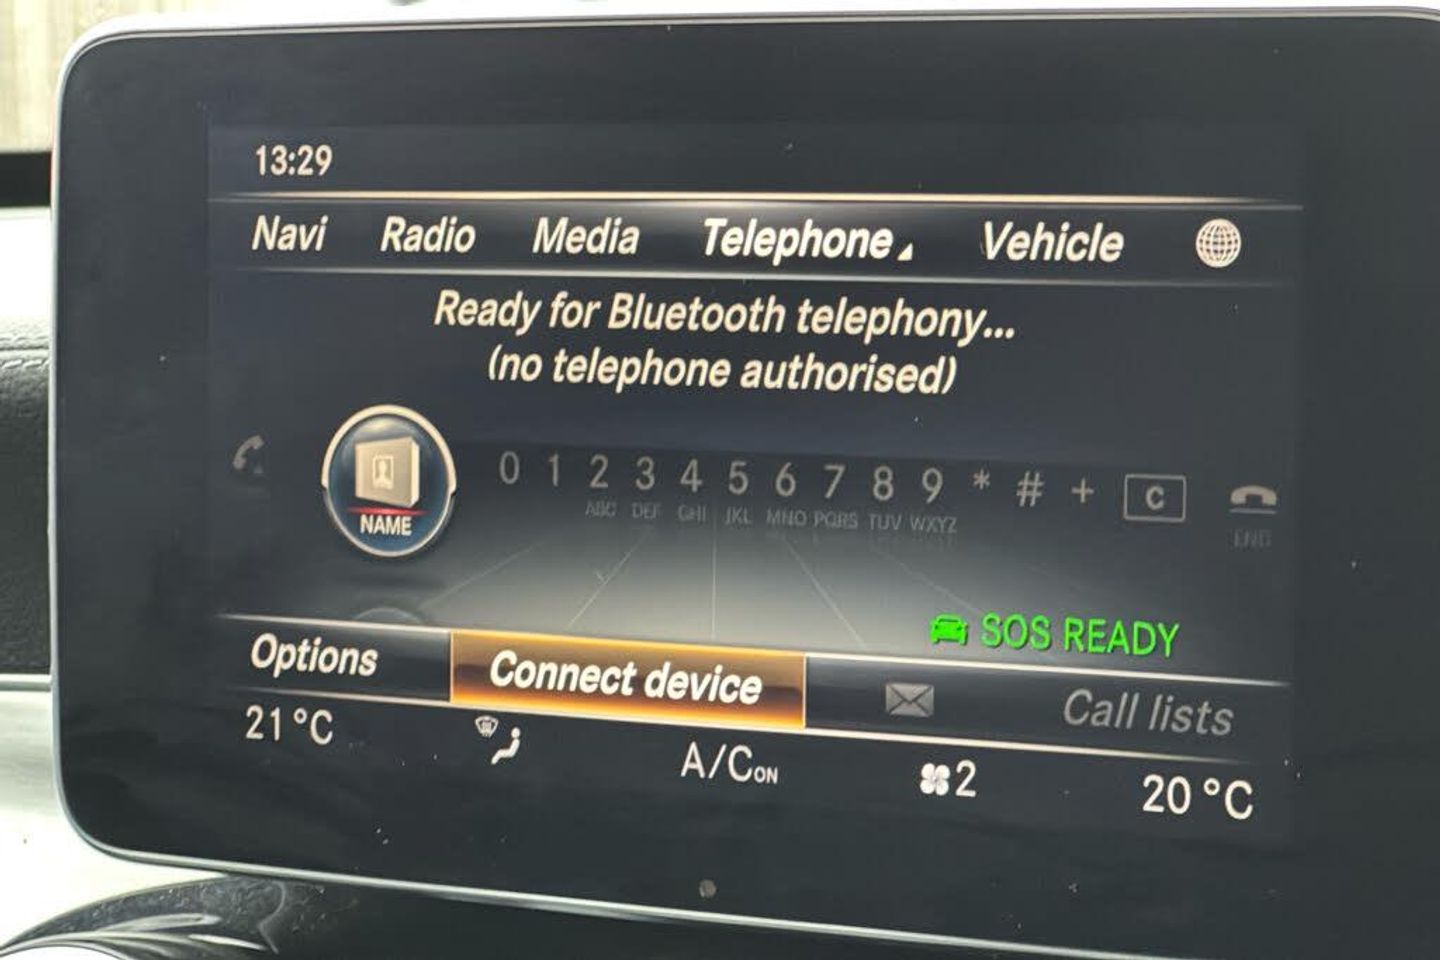 13:29
Navi Radio Media Telephone Vehicle
Ready for Bluetooth telephony...
(no telephone authorised)
NAME
0 1 2 3 4 5 6 7 8 9 * # + C
ABC DEF GHI JKL MNO PQRS TUV WXYZ
END
SOS READY
Options Connect device Call lists
21°C A/C ON 2 20°C